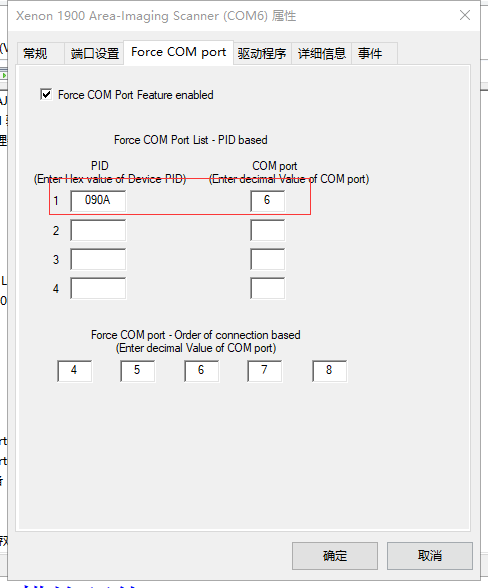 Xenon 1900 Area-Imaging Scanner (COM6) 属性
常规 端口设置 Force COM port 驱动程序 详细信息 事件
Force COM Port Feature enabled
Force COM Port List - PID based
PID COM port
(Enter Hex value of Device PID) (Enter decimal Value of COM port)
1 090A 6
2
3
4
Force COM port - Order of connection based
(Enter decimal Value of COM port)
4 5 6 7 8
确定 取消